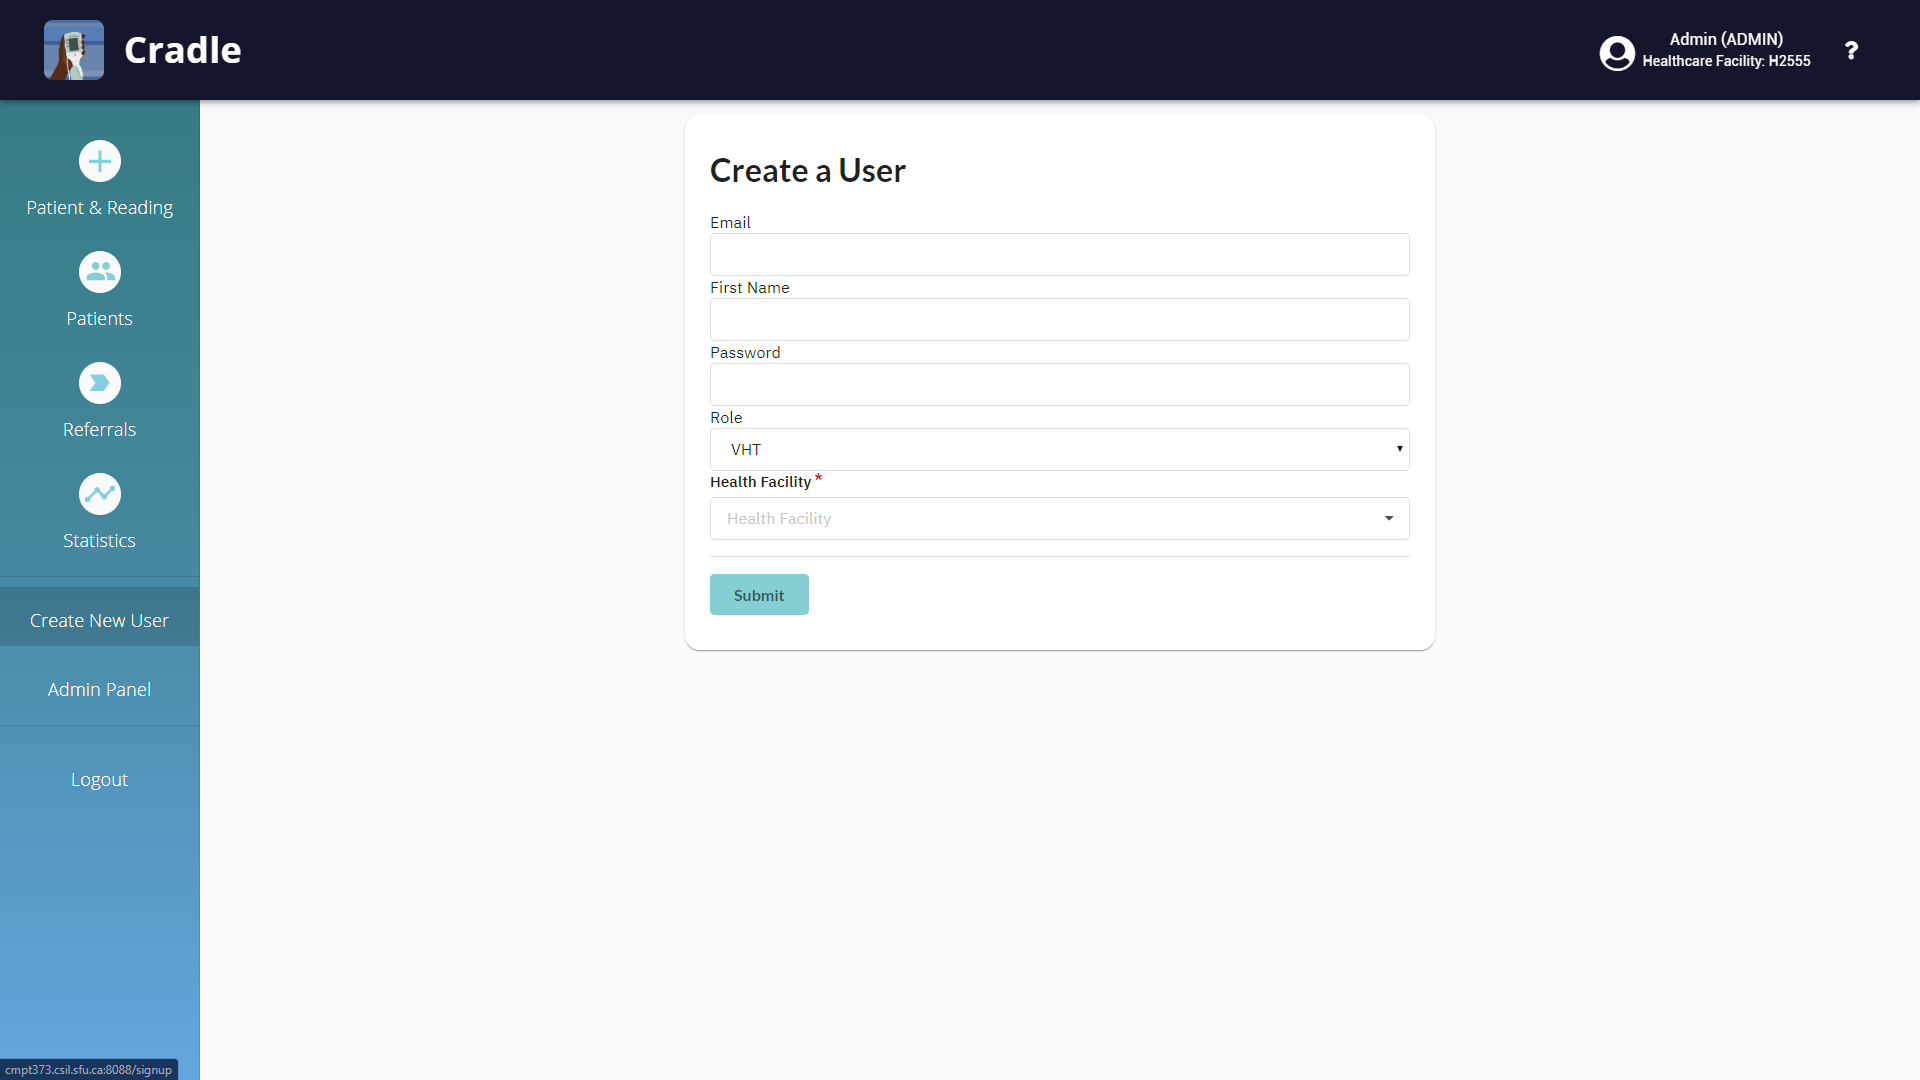 Cradle
Admin (ADMIN)
Healthcare Facility: H2555
?
Patient & Reading
Patients
Referrals
Statistics
Create New User
Admin Panel
Logout
Create a User
Email
First Name
Password
Role
VHT
Health Facility *
Health Facility
Submit
cmpt373.csil.sfu.ca:8088/signup